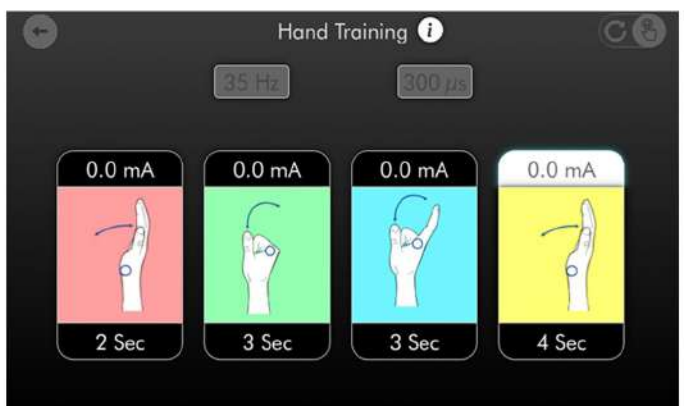 Hand Training i
35 Hz 300 μs
0.0 mA 0.0 mA 0.0 mA 0.0 mA
2 Sec 3 Sec 3 Sec 4 Sec